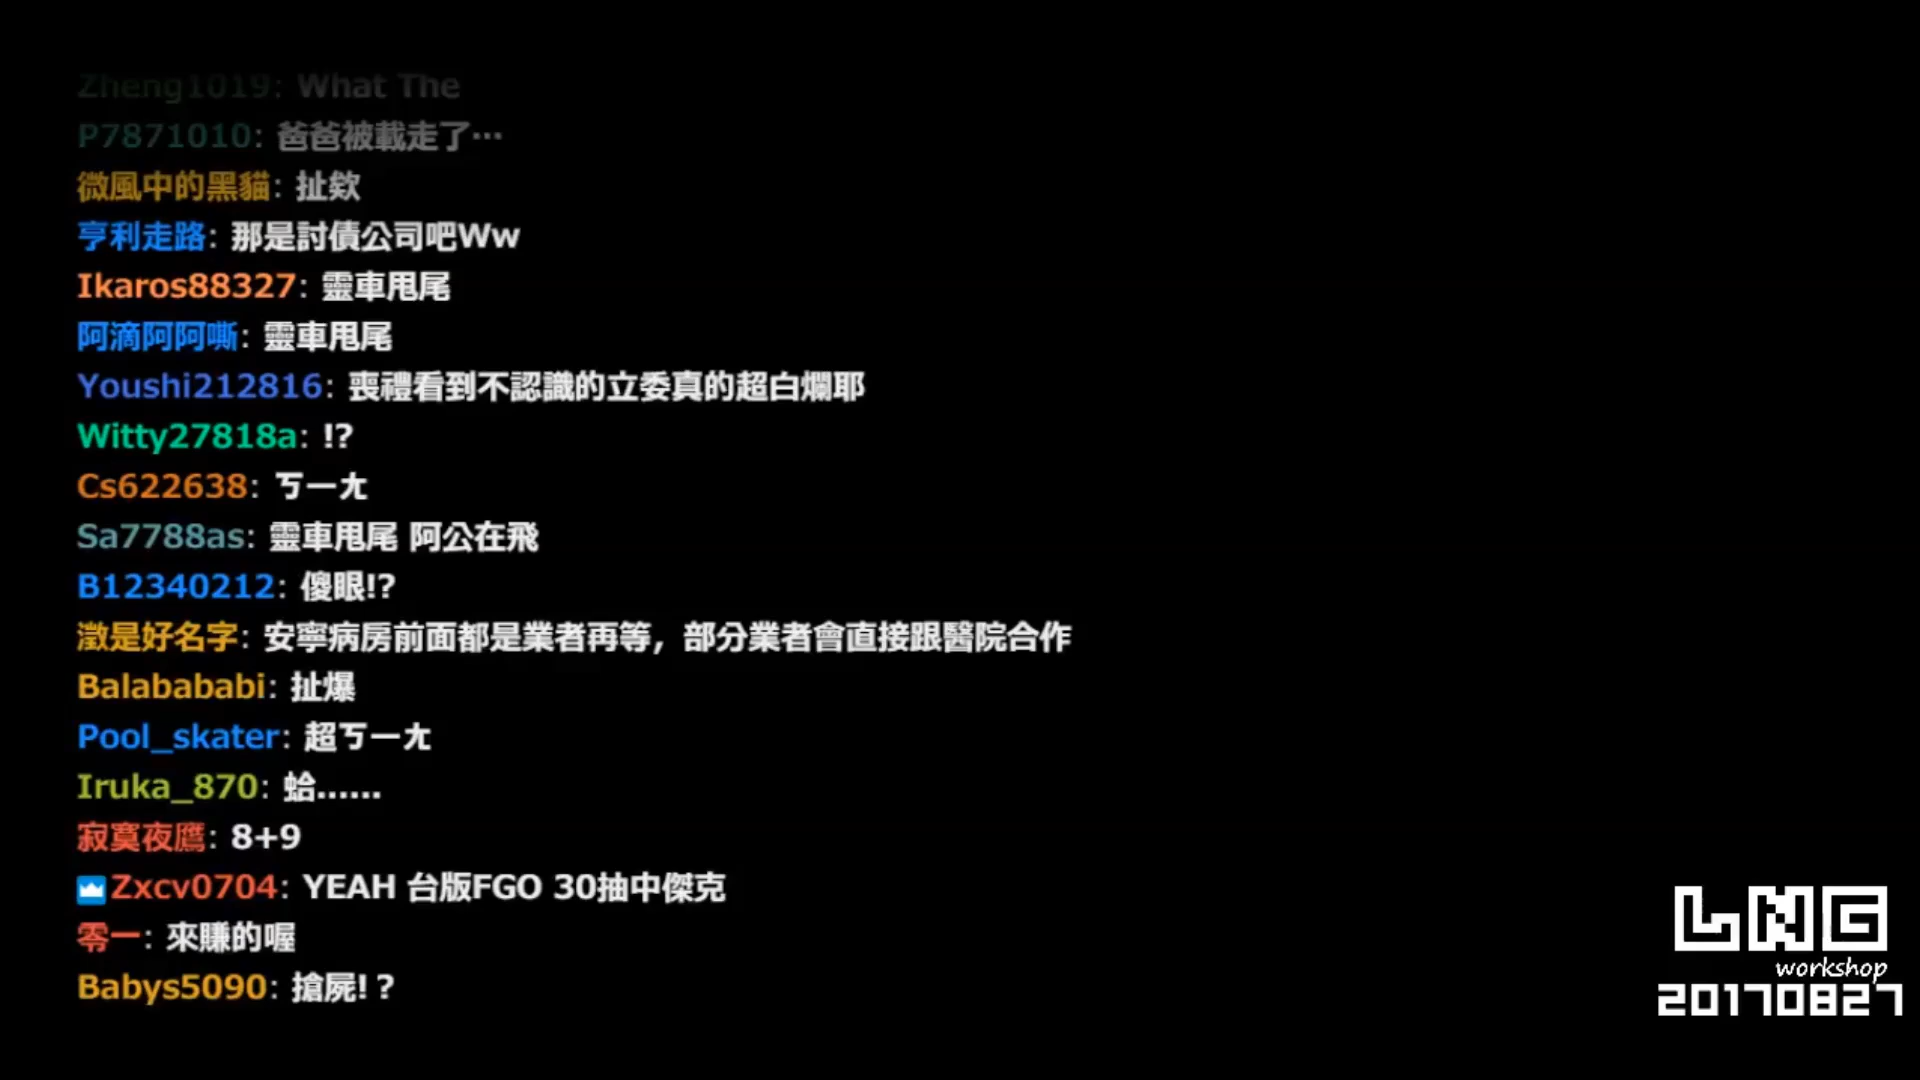 Zheng1019: What The
P7871010: 爸爸被載走了…
微風中的黑貓: 扯欸
亨利走路: 那是討債公司吧Ww
Ikaros88327: 靈車甩尾
阿滴阿阿嘶: 靈車甩尾
Youshi212816: 喪禮看到不認識的立委真的超白爛耶
Witty27818a: !?
Cs622638: ㄎㄧㄤ
Sa7788as: 靈車甩尾 阿公在飛
B12340212: 傻眼!?
澂是好名字: 安寧病房前面都是業者再等，部分業者會直接跟醫院合作
Balabababi: 扯爆
Pool_skater: 超ㄎㄧㄤ
Iruka_870: 蛤......
寂寞夜鷹: 8+9
Zxcv0704: YEAH 台版FGO 30抽中傑克
零一: 來賺的喔
Babys5090: 搶屍!？
LNG
workshop
20170827